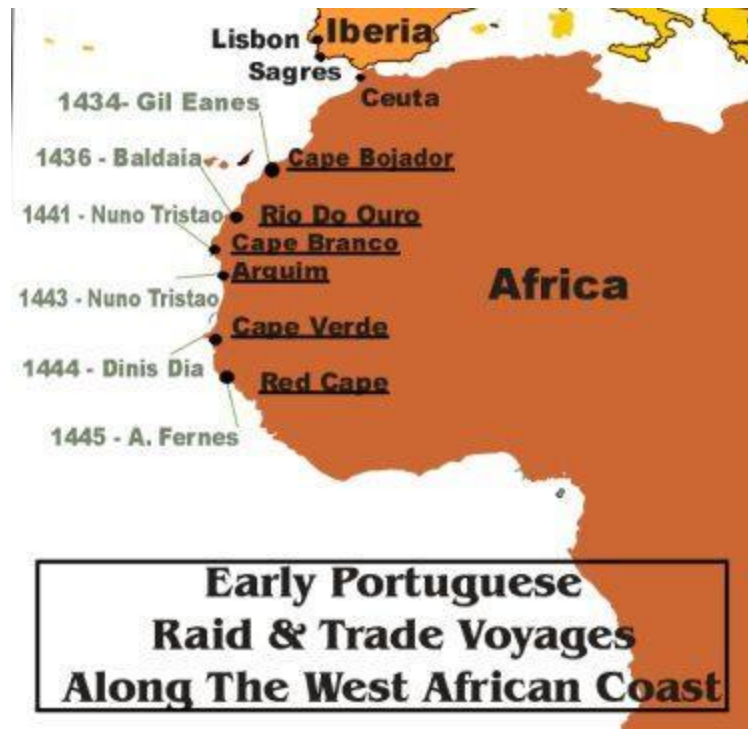 Iberia
Lisbon
Sagres
Ceuta
1434- Gil Eanes
1436 - Baldaia
Cape Bojador
1441 - Nuno Tristao
Rio Do Ouro
Cape Branco
Arquim
Africa
1443 - Nuno Tristao
Cape Verde
1444 - Dinis Dia
Red Cape
1445 - A. Fernes
Early Portuguese
Raid & Trade Voyages
Along The West African Coast